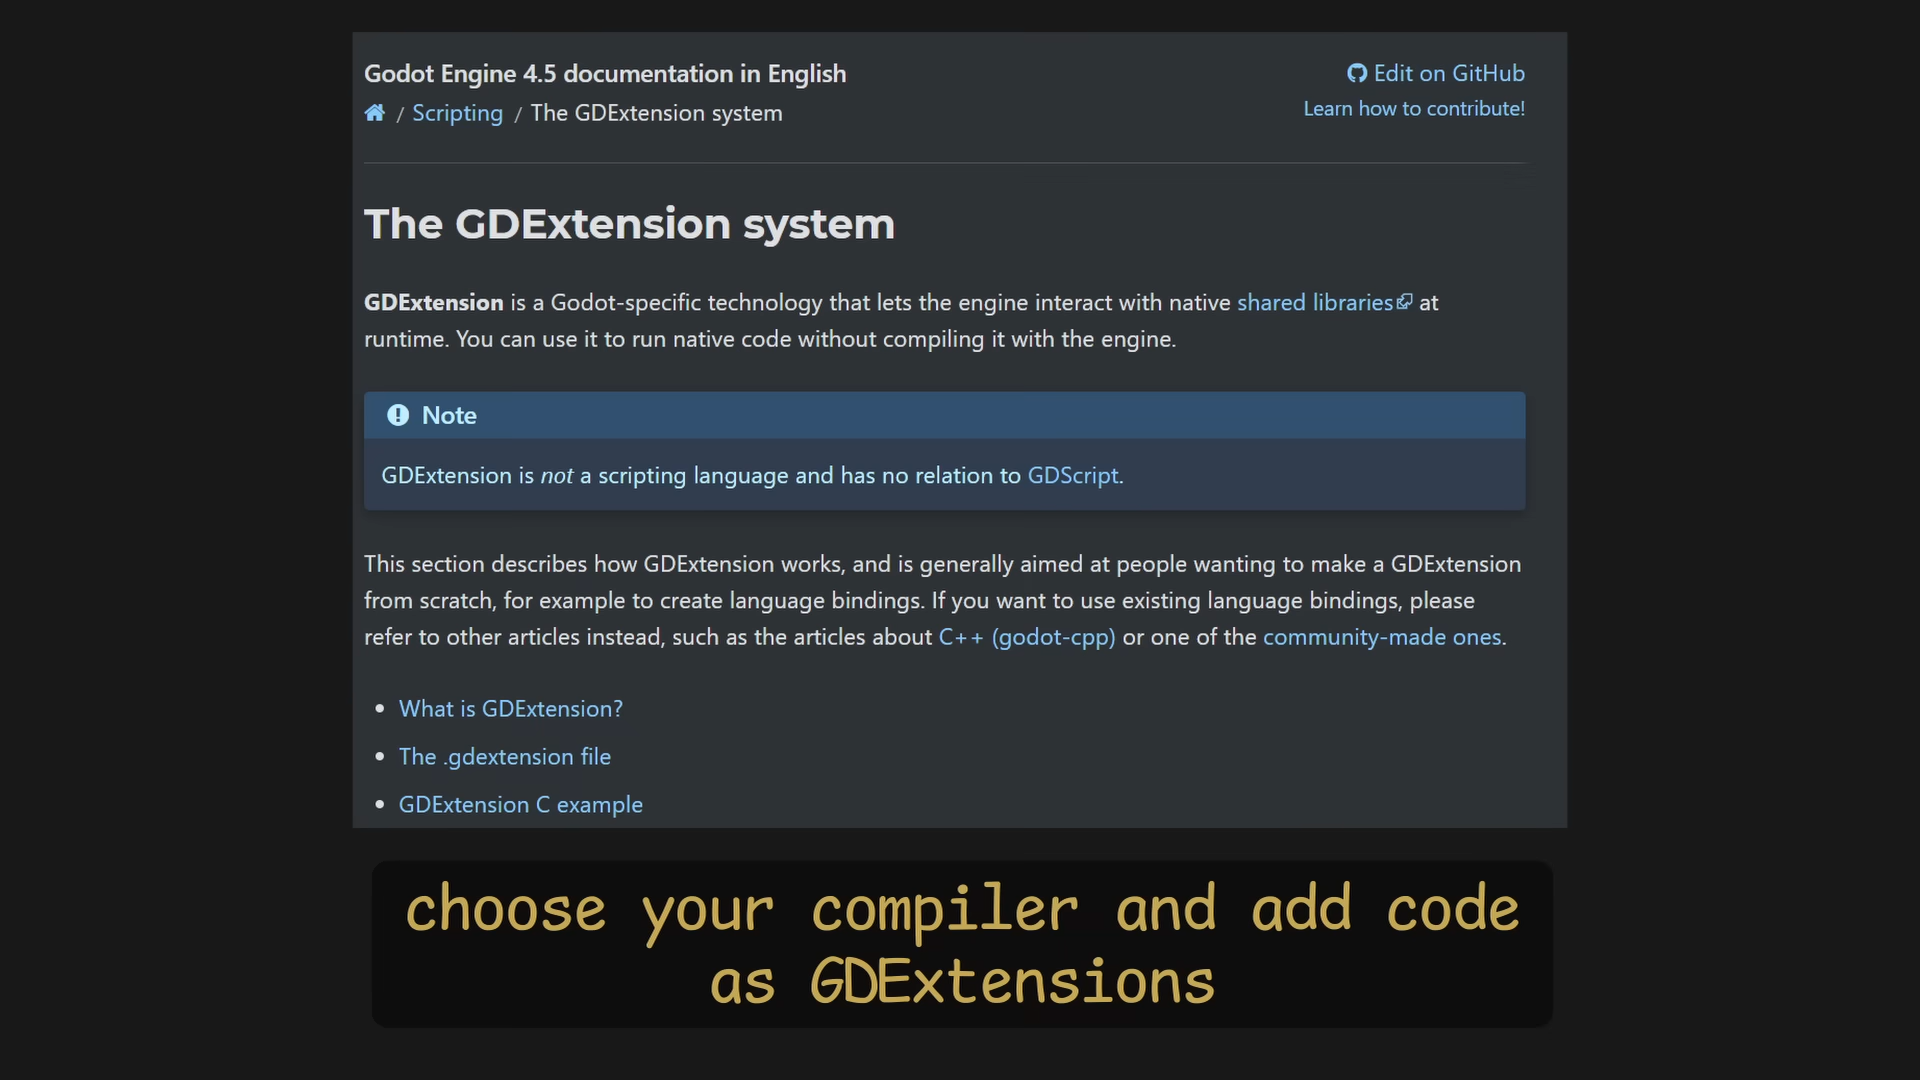 Godot Engine 4.5 documentation in English
Edit on GitHub
/ Scripting / The GDExtension system
Learn how to contribute!
The GDExtension system
GDExtension is a Godot-specific technology that lets the engine interact with native shared libraries at
runtime. You can use it to run native code without compiling it with the engine.
Note
GDExtension is not a scripting language and has no relation to GDScript.
This section describes how GDExtension works, and is generally aimed at people wanting to make a GDExtension
from scratch, for example to create language bindings. If you want to use existing language bindings, please
refer to other articles instead, such as the articles about C++ (godot-cpp) or one of the community-made ones.
• What is GDExtension?
• The .gdextension file
• GDExtension C example
choose your compiler and add code
as GDExtensions